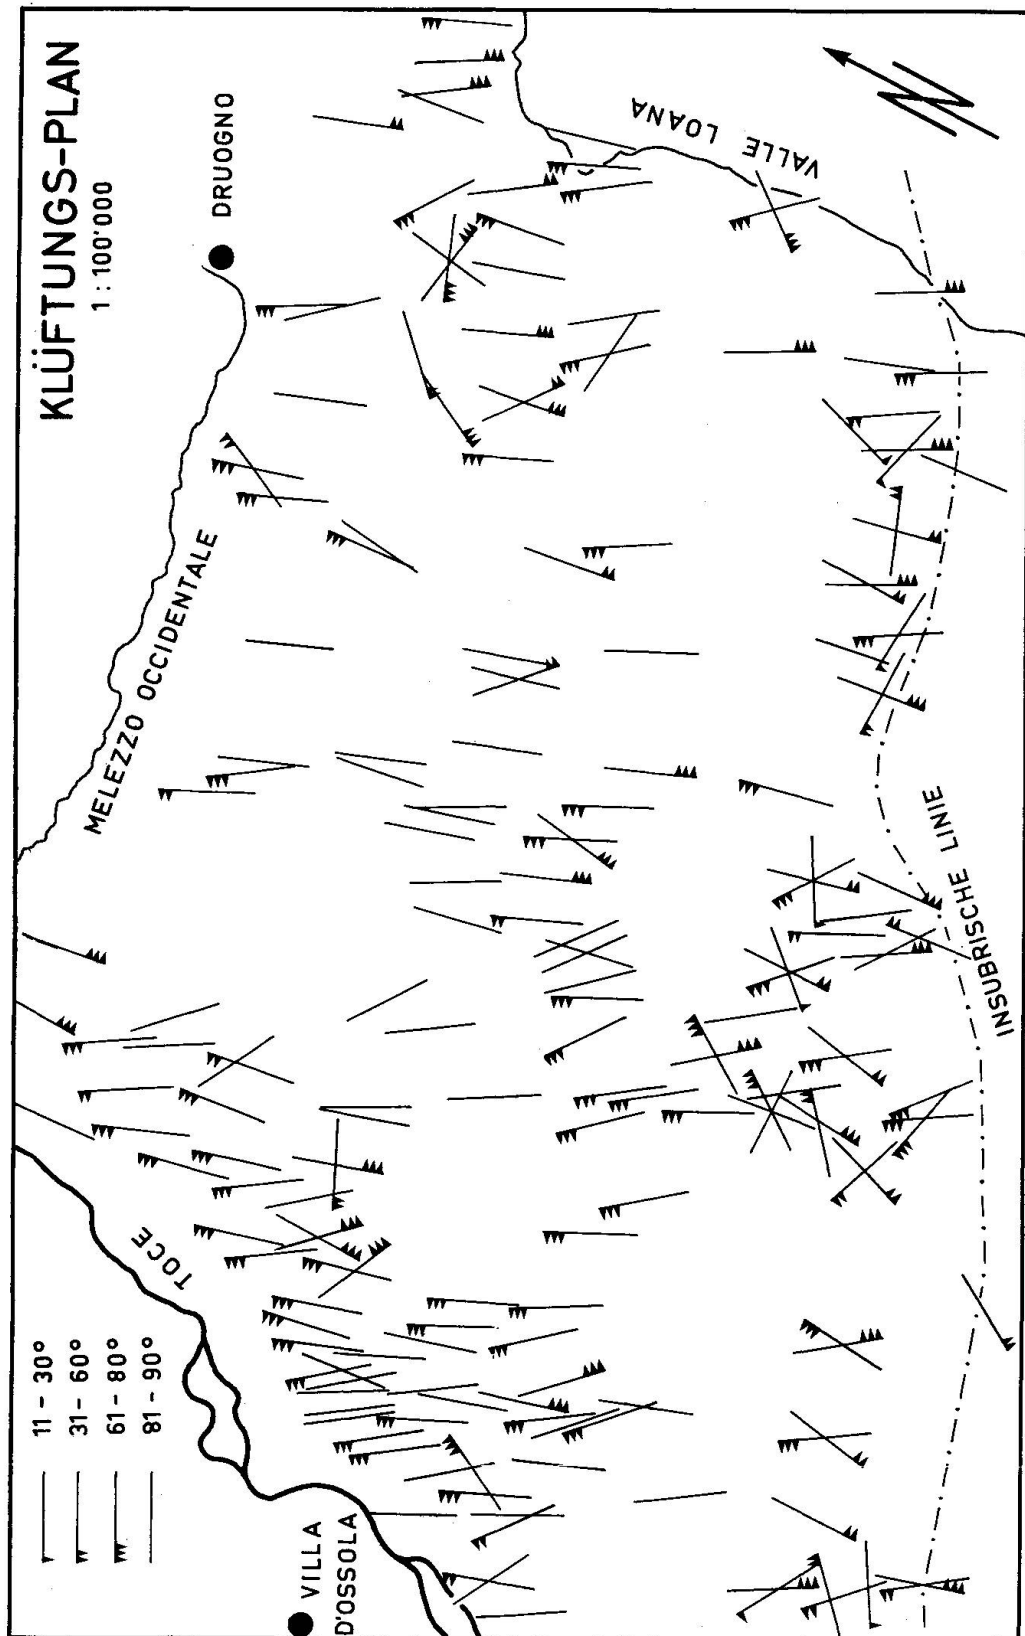 KLÜFTUNGS-PLAN
1:100'000
DRUOGNO
VALLE LOANA
MELEZZO OCCIDENTALE
INSUBRISCHE LINIE
TOCE
11 - 30°
31 - 60°
61 - 80°
81 - 90°
VILLA
D'OSSOLA